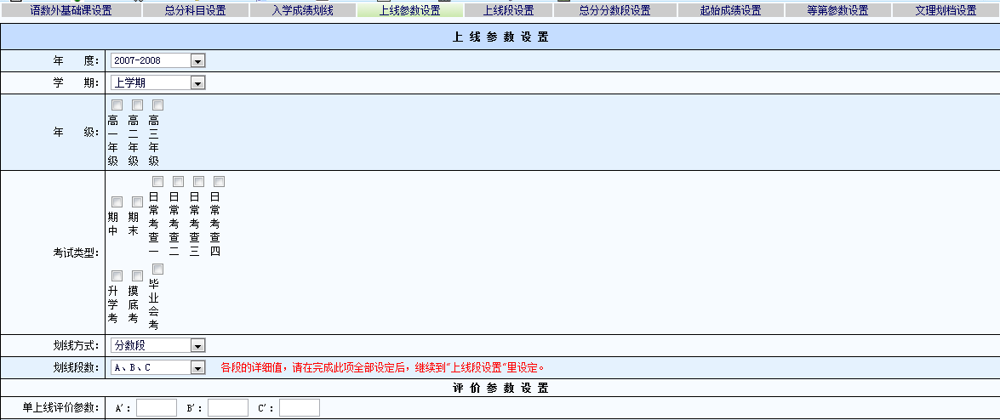 语数外基础课设置 总分科目设置 入学成绩划线 上线参数设置 上线段设置 总分分数段设置 起始成绩设置 等第参数设置 文理划档设置
上线参数设置
年 度： 2007-2008
学 期： 上学期
年 级： 高一年级 高二年级 高三年级
考试类型： 期中 期末 日常考查一 日常考查二 日常考查三 日常考查四
升学考 摸底考 毕业会考
划线方式： 分数段
划线段数： A、B、C 各段的详细值，请在完成此项全部设定后，继续到"上线段设置"里设定。
评价参数设置
单上线评价参数： A'： B'： C'：